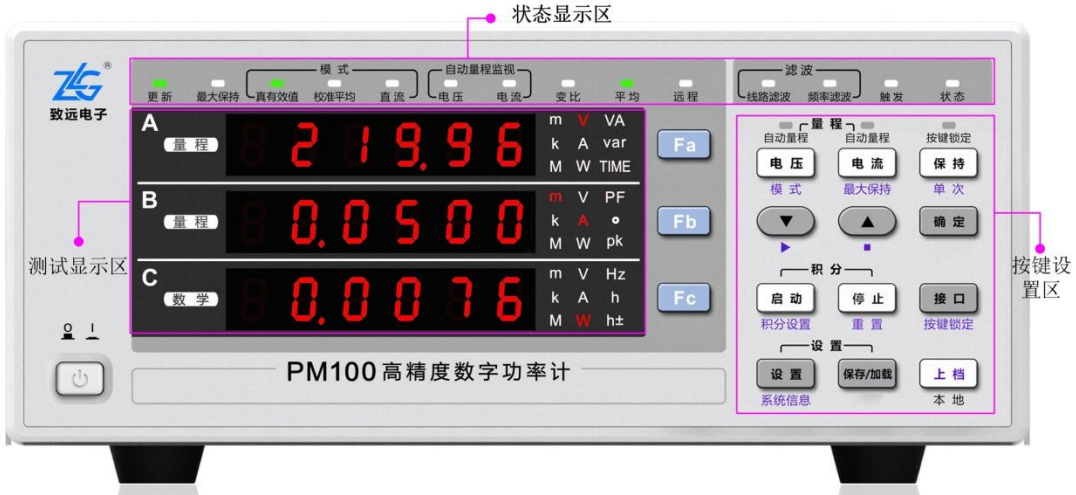 状态显示区
ZLG®
致远电子
模 式
自动量程监视
滤 波
更 新 最大保持 真有效值 校准平均 直 流 电 压 电 流 变 比 平 均 远 程 线路滤波 频率滤波 触 发 状 态
A
量 程
219.96
m V VA
k A var
M W TIME
Fa
B
量 程
0.0500
m V PF
k A °
M W pk
Fb
C
数 学
0.0076
m V Hz
k A h
M W h±
Fc
量 程
自动量程 自动量程 按键锁定
电 压 电 流 保 持
模 式 最大保持 单 次
▼ ▲ 确 定
▶ ■
积 分
启 动 停 止 接 口
积分设置 重 置 按键锁定
设 置
设 置 保存/加载 上 档
系统信息 本 地
测试显示区
按键设
置区
O I
PM100高精度数字功率计